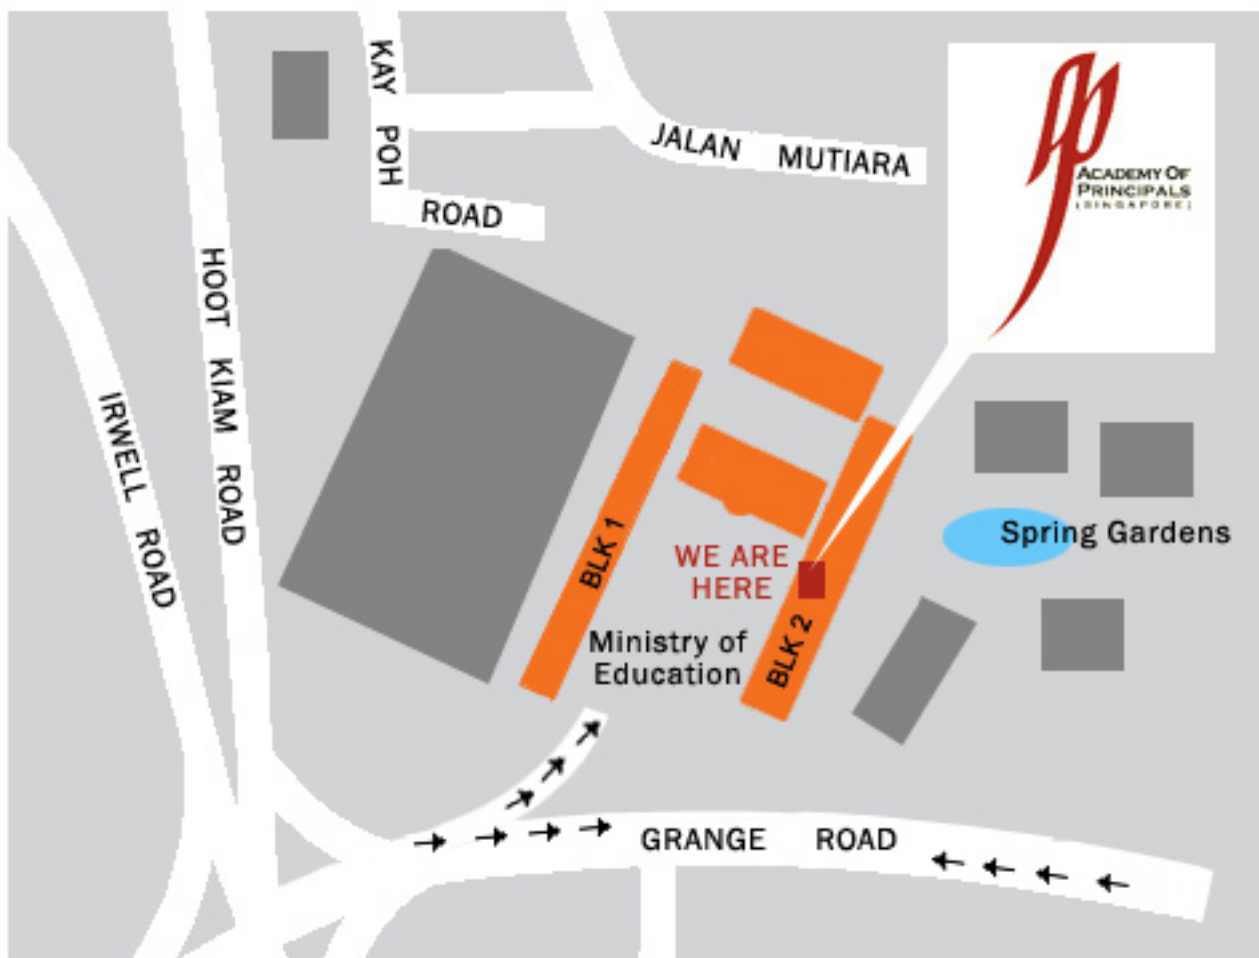 KAY POH
ROAD
JALAN MUTIARA
ACADEMY OF
PRINCIPALS
(SINGAPORE)
HOOT KIAM ROAD
IRWELL ROAD
BLK 1
WE ARE
HERE
BLK 2
Spring Gardens
Ministry of
Education
GRANGE ROAD